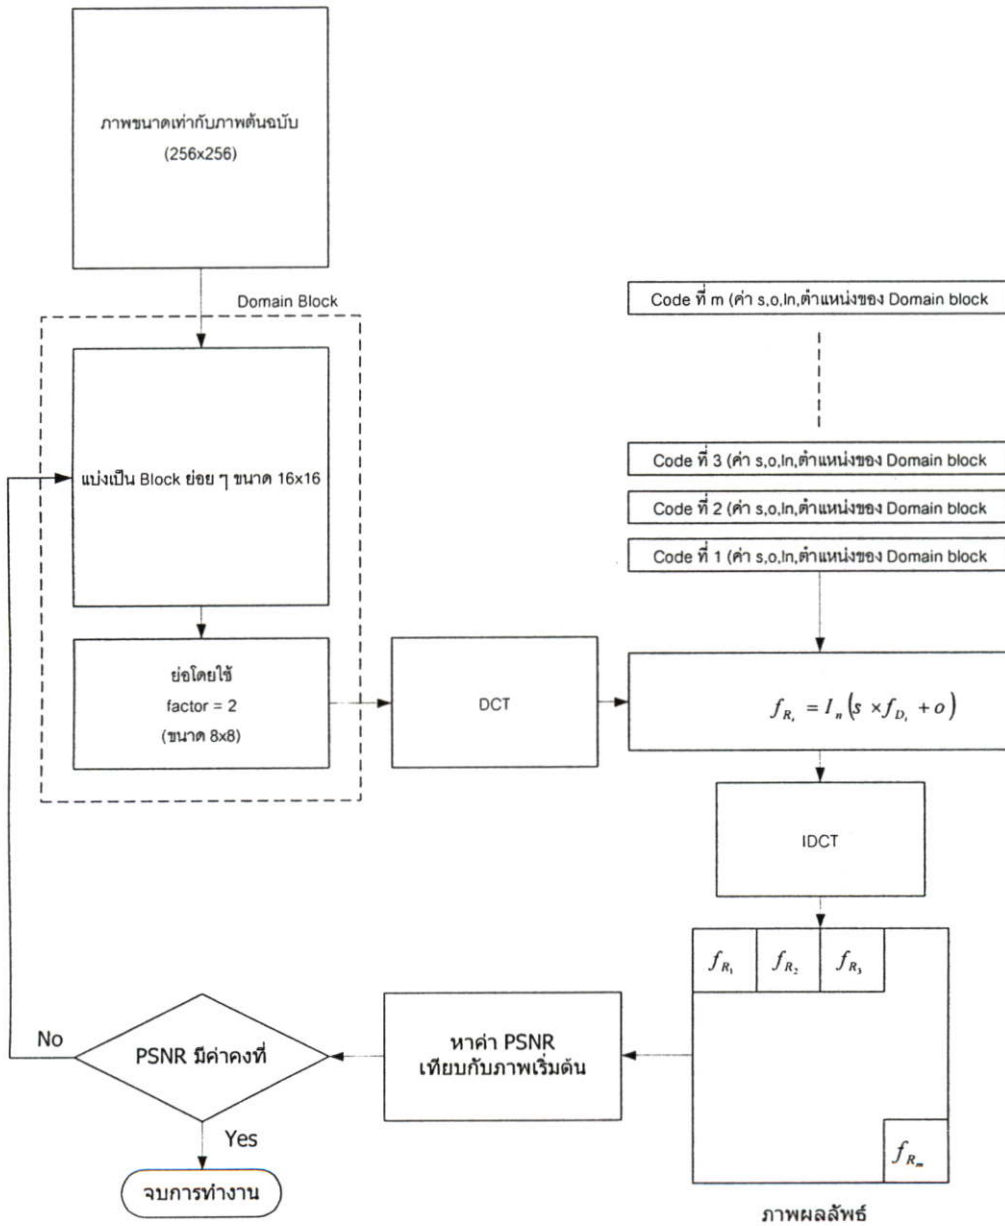 ภาพขนาดเท่ากับภาพต้นฉบับ
(256x256)
Domain Block
แบ่งเป็น Block ย่อย ๆ ขนาด 16x16
ย่อโดยใช้
factor = 2
(ขนาด 8x8)
DCT
Code ที่ m (ค่า s,o,In,ตำแหน่งของ Domain block
Code ที่ 3 (ค่า s,o,In,ตำแหน่งของ Domain block
Code ที่ 2 (ค่า s,o,In,ตำแหน่งของ Domain block
Code ที่ 1 (ค่า s,o,In,ตำแหน่งของ Domain block
f_{R_i} = I_n (s × f_{D_i} + o)
IDCT
f_{R_1} f_{R_2} f_{R_3}
f_{R_m}
ภาพผลลัพธ์
หาค่า PSNR
เทียบกับภาพเริ่มต้น
PSNR มีค่าคงที่
No
Yes
จบการทำงาน